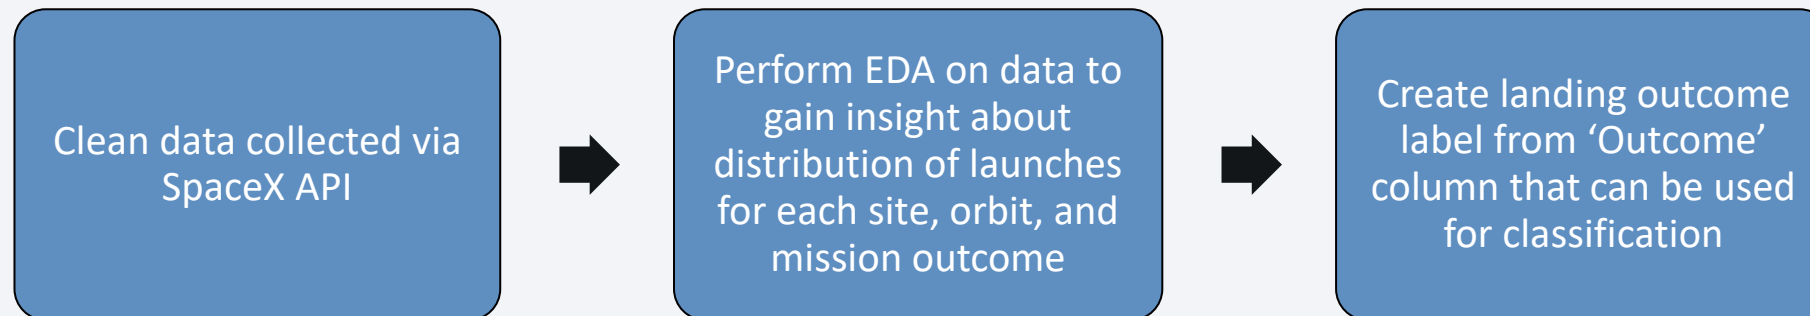 Clean data collected via
SpaceX API
Perform EDA on data to
gain insight about
distribution of launches
for each site, orbit, and
mission outcome
Create landing outcome
label from ‘Outcome’
column that can be used
for classification